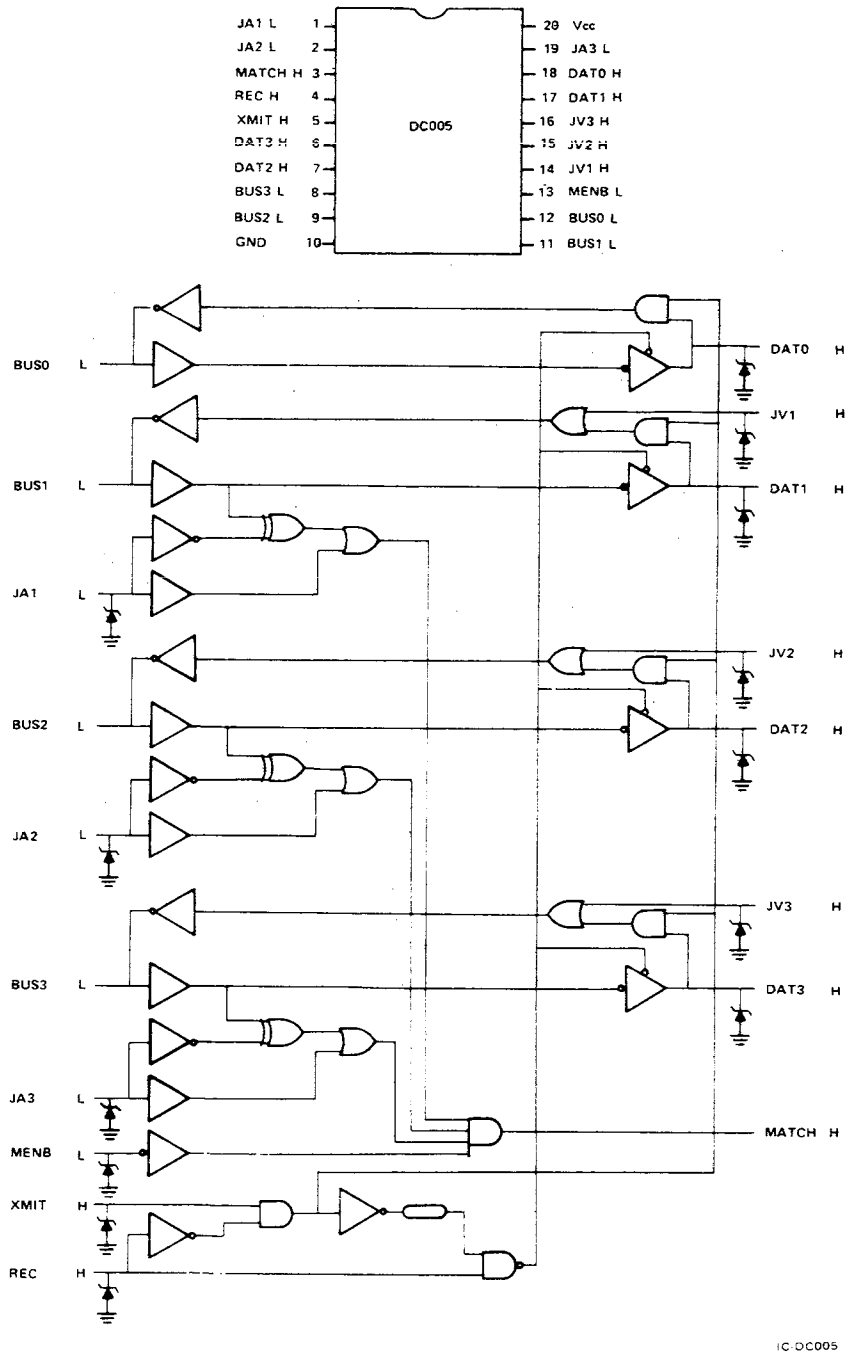 JA1 L 1
JA2 L 2
MATCH H 3
REC H 4
XMIT H 5
DAT3 H 6
DAT2 H 7
BUS3 L 8
BUS2 L 9
GND 10
DC005
20 Vcc
19 JA3 L
18 DAT0 H
17 DAT1 H
16 JV3 H
15 JV2 H
14 JV1 H
13 MENB L
12 BUS0 L
11 BUS1 L
DAT0 H
BUS0 L
JV1 H
BUS1 L
DAT1 H
JA1 L
JV2 H
BUS2 L
DAT2 H
JA2 L
JV3 H
BUS3 L
DAT3 H
JA3 L
MATCH H
MENB L
XMIT H
REC H
IC-DC005